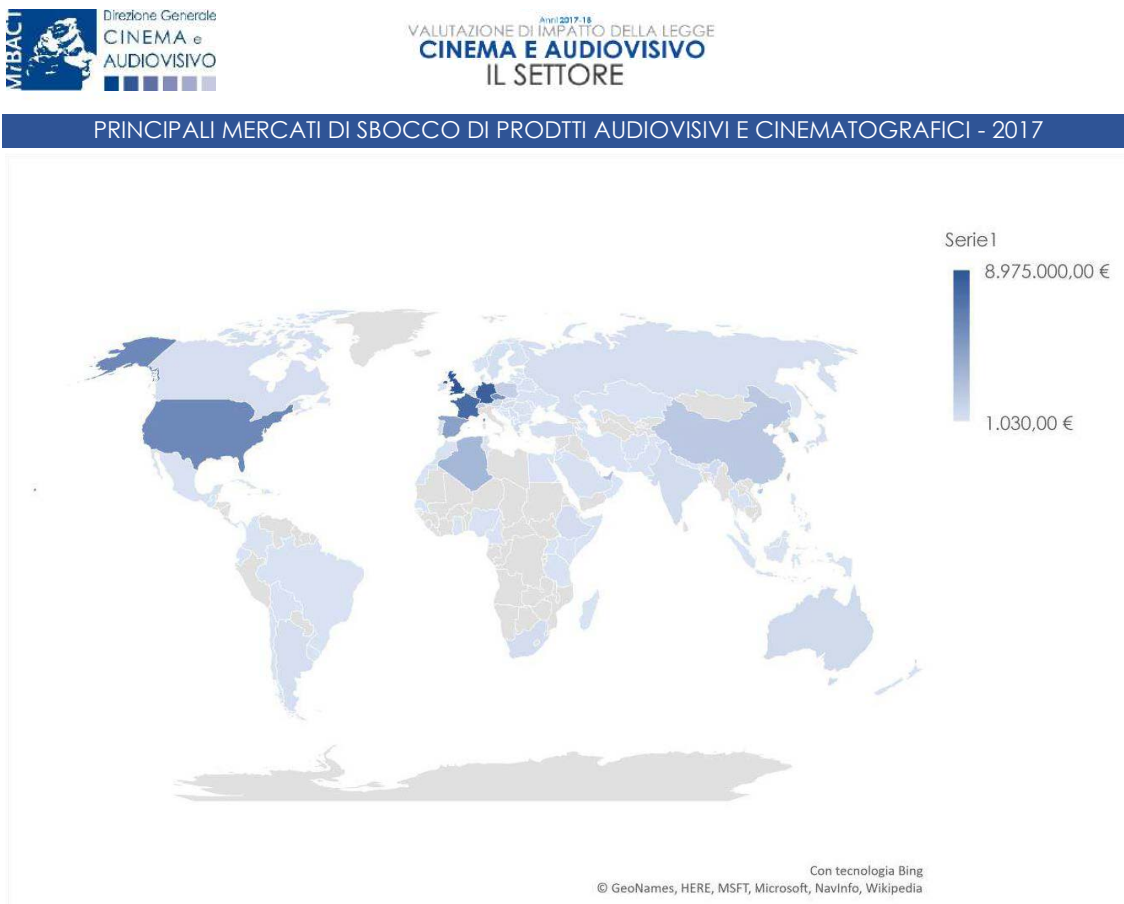 MiBACT
Direzione Generale
CINEMA e
AUDIOVISIVO
Anni 2017-18
VALUTAZIONE DI IMPATTO DELLA LEGGE
CINEMA E AUDIOVISIVO
IL SETTORE
PRINCIPALI MERCATI DI SBOCCO DI PRODTTI AUDIOVISIVI E CINEMATOGRAFICI - 2017
Serie1
8.975.000,00 €
1.030,00 €
Con tecnologia Bing
© GeoNames, HERE, MSFT, Microsoft, NavInfo, Wikipedia